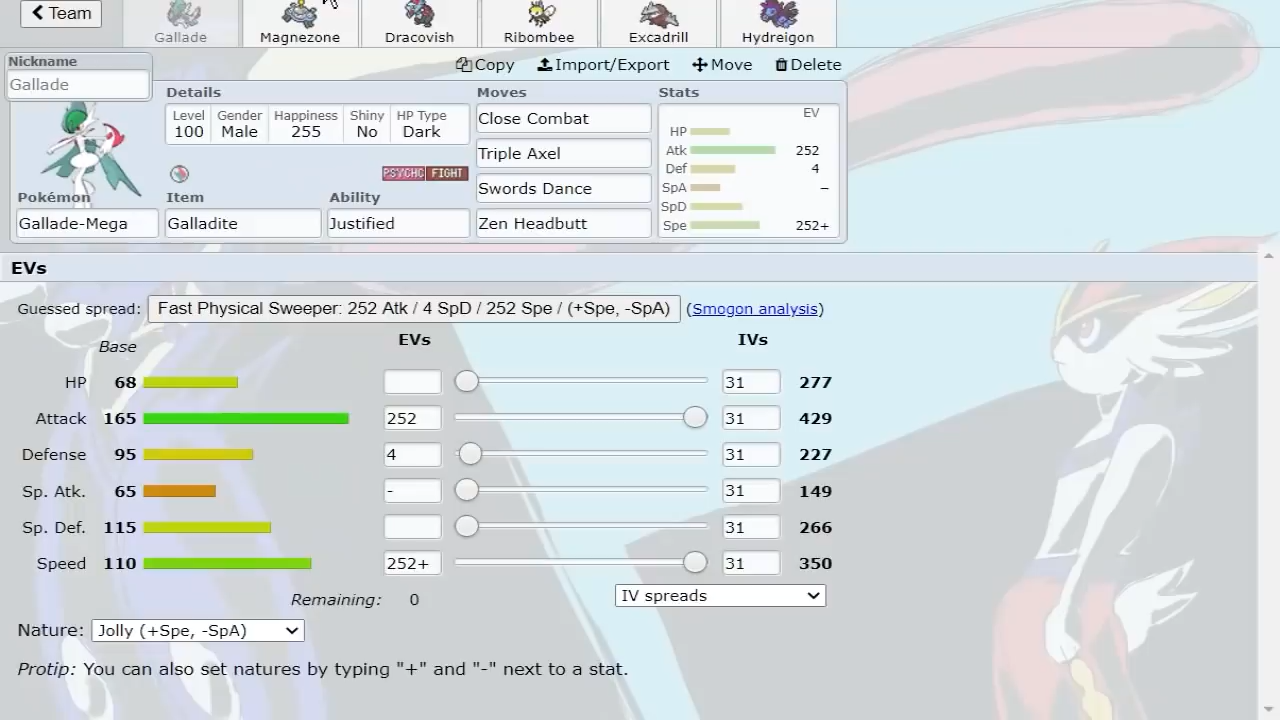 Team
Gallade
Magnezone
Dracovish
Ribombee
Excadrill
Hydreigon
Copy
Import/Export
Move
Delete
Nickname
Gallade
Details
Level
100
Gender
Male
Happiness
255
Shiny
No
HP Type
Dark
PSYCHC FIGHT
Pokémon
Gallade-Mega
Item
Galladite
Ability
Justified
Moves
Close Combat
Triple Axel
Swords Dance
Zen Headbutt
Stats
EV
HP
Atk 252
Def 4
SpA –
SpD
Spe 252+
EVs
Guessed spread: Fast Physical Sweeper: 252 Atk / 4 SpD / 252 Spe / (+Spe, -SpA) (Smogon analysis)
Base EVs IVs
HP 68 31 277
Attack 165 252 31 429
Defense 95 4 31 227
Sp. Atk. 65 - 31 149
Sp. Def. 115 31 266
Speed 110 252+ 31 350
Remaining: 0
IV spreads
Nature: Jolly (+Spe, -SpA)
Protip: You can also set natures by typing "+" and "-" next to a stat.